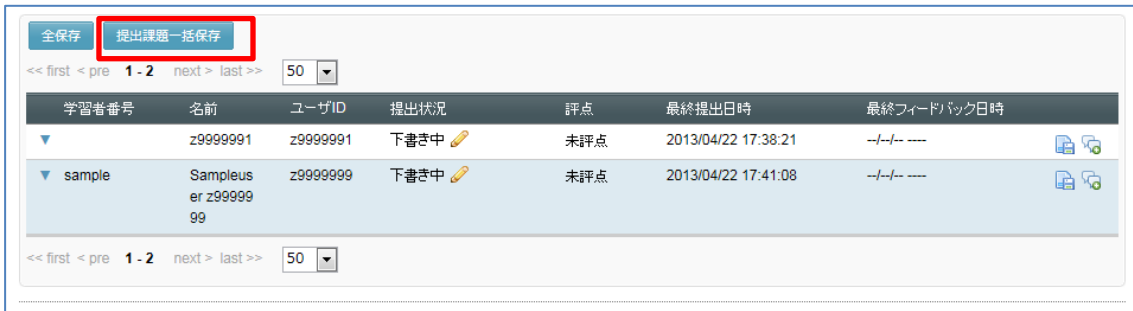 全保存 提出課題一括保存
<< first < pre 1 - 2 next > last >> 50
学習者番号 名前 ユーザID 提出状況 評点 最終提出日時 最終フィードバック日時
z9999991 z9999991 下書き中 未評点 2013/04/22 17:38:21 --/--/-- ----
sample Sampleus z9999999 下書き中 未評点 2013/04/22 17:41:08 --/--/-- ----
er z99999
99
<< first < pre 1 - 2 next > last >> 50